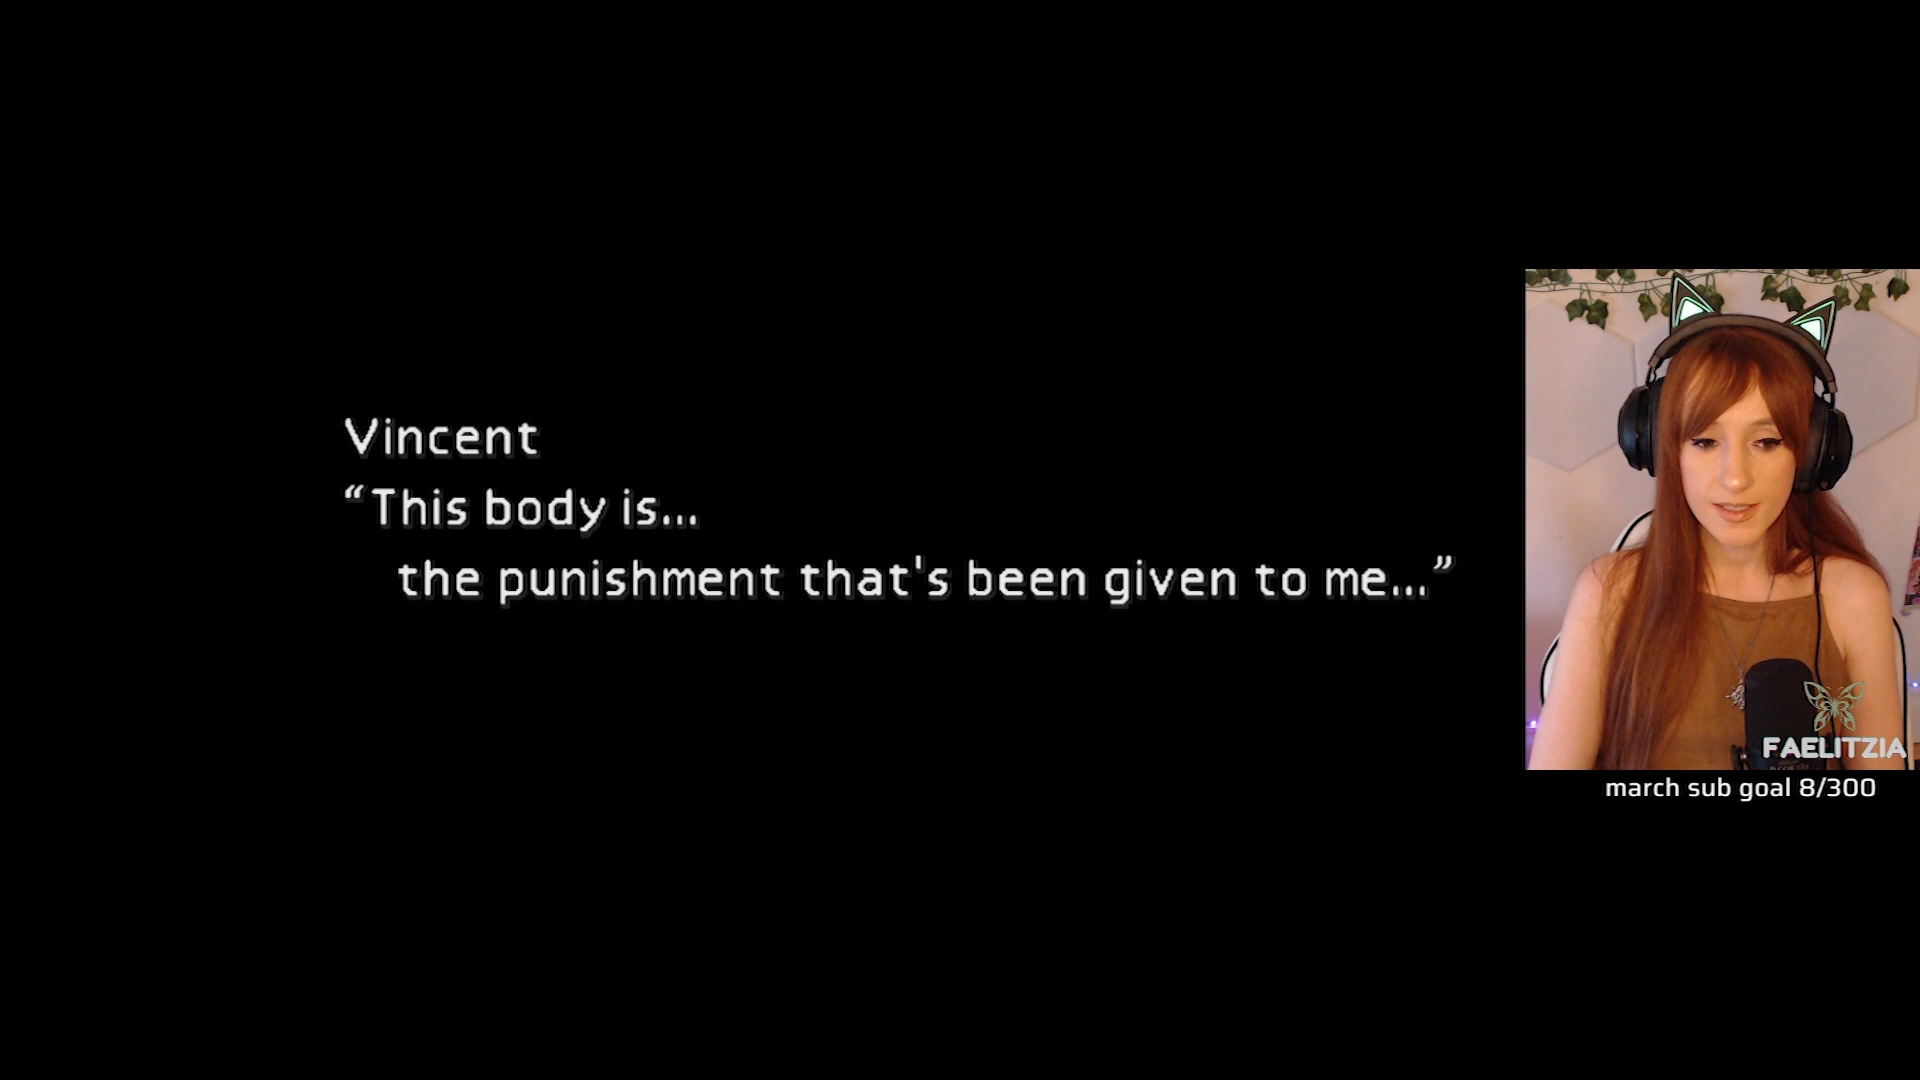 Vincent
“This body is...
the punishment that's been given to me...”
FAELITZIA
march sub goal 8/300